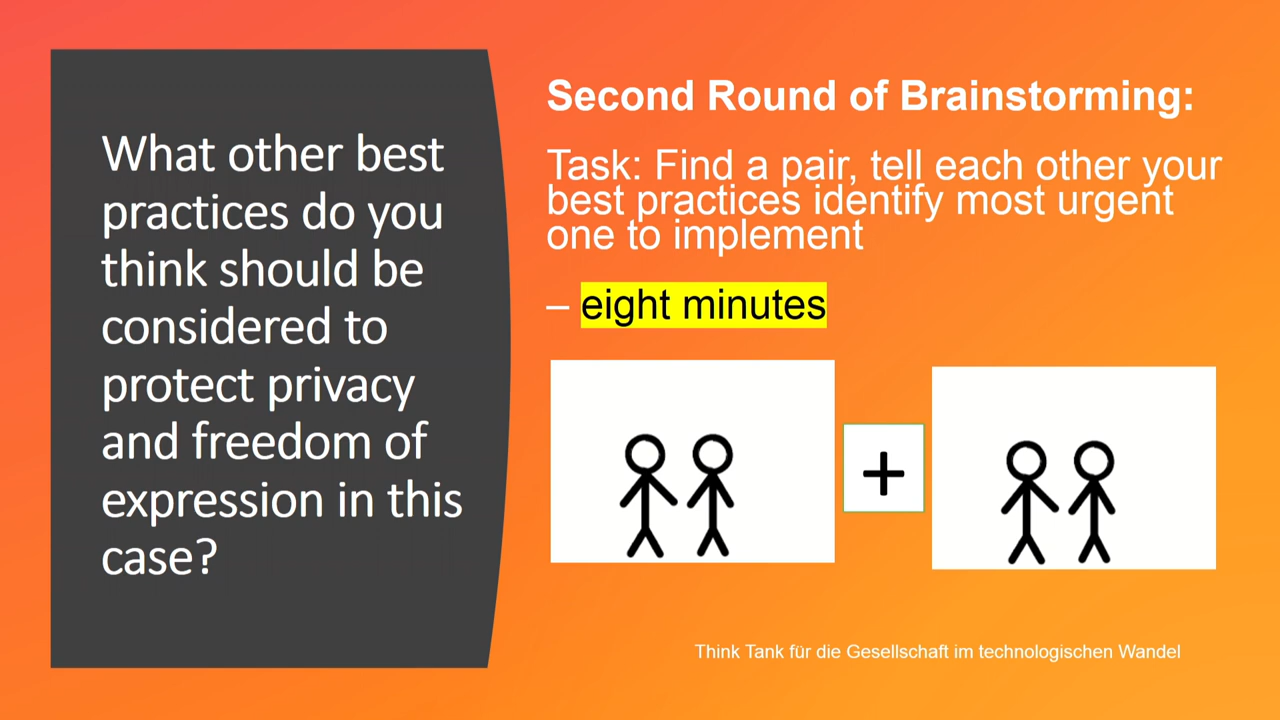 What other best
practices do you
think should be
considered to
protect privacy
and freedom of
expression in this
case?
Second Round of Brainstorming:
Task: Find a pair, tell each other your
best practices identify most urgent
one to implement
– eight minutes
+
Think Tank für die Gesellschaft im technologischen Wandel